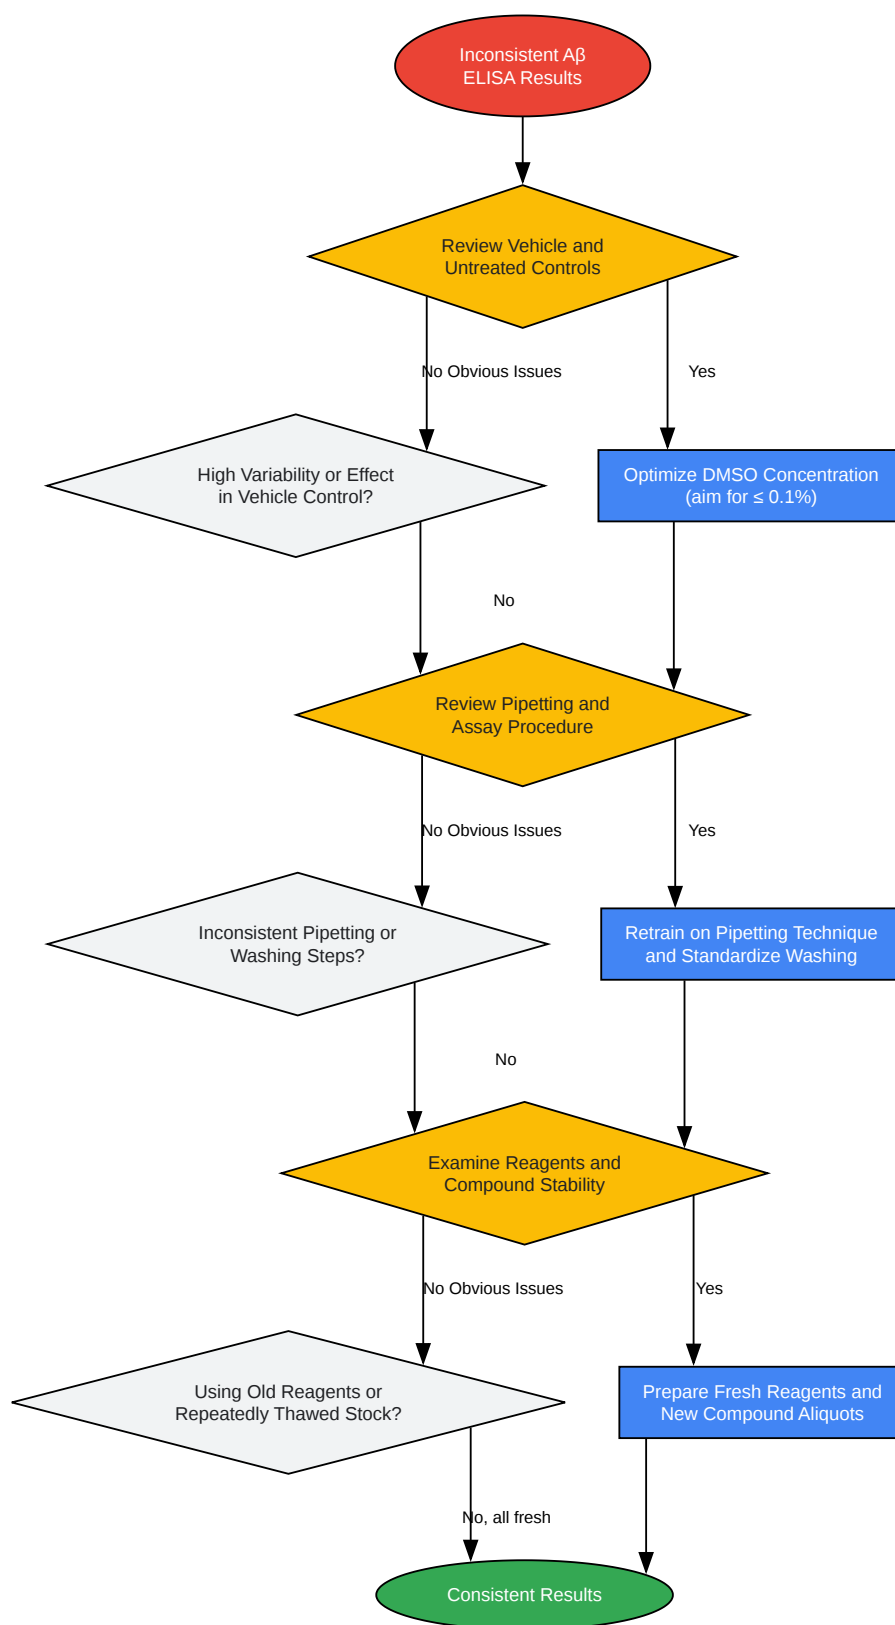 Inconsistent Aβ
ELISA Results
Review Vehicle and
Untreated Controls
No Obvious Issues
Yes
High Variability or Effect
in Vehicle Control?
Optimize DMSO Concentration
(aim for ≤ 0.1%)
No
Review Pipetting and
Assay Procedure
No Obvious Issues
Yes
Inconsistent Pipetting or
Washing Steps?
Retrain on Pipetting Technique
and Standardize Washing
No
Examine Reagents and
Compound Stability
No Obvious Issues
Yes
Using Old Reagents or
Repeatedly Thawed Stock?
Prepare Fresh Reagents and
New Compound Aliquots
No, all fresh
Consistent Results